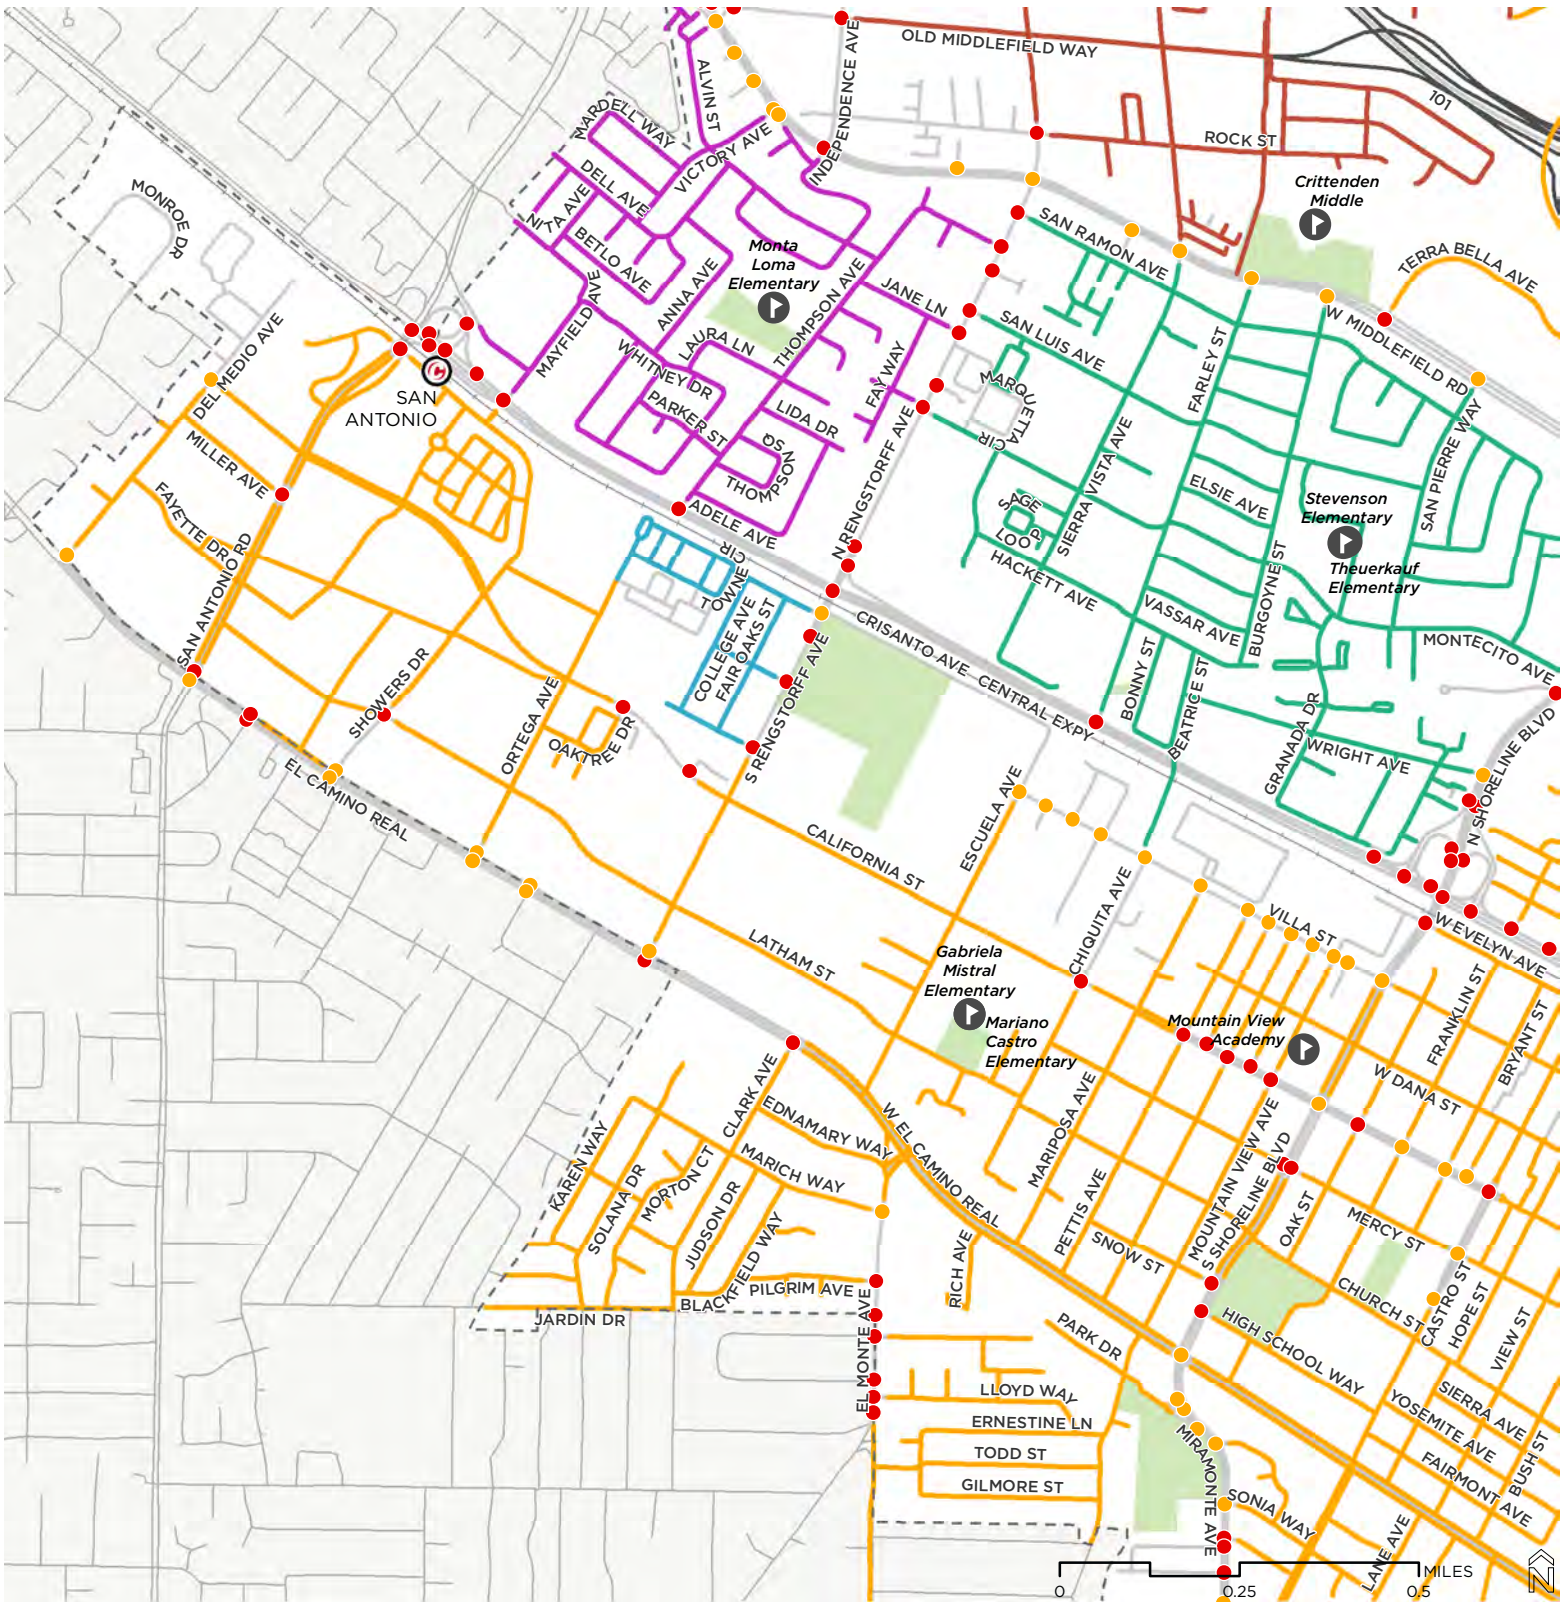 OLD MIDDLEFIELD WAY
101
ALVIN ST
INDEPENDENCE AVE
MARDELL WAY
ROCK ST
VICTORY AVE
Crittenden
Middle
DELL AVE
MONROE DR
NITA AVE
SAN RAMON AVE
BETLO AVE
Monta
Loma
Elementary
TERRA BELLA AVE
ANNA AVE
JANE LN
THOMPSON AVE
W MIDDLEFIELD RD
MAYFIELD AVE
SAN LUIS AVE
DEL MEDIO AVE
LAURA LN
WHITNEY DR
FARLEY ST
FAY WAY
MARQUETTA CIR
SAN
ANTONIO
PARKER ST
LIDA DR
SAN PIERRE WAY
MILLER AVE
THOMPSON SQ
SIERRA VISTA AVE
ELSIE AVE
Stevenson
Elementary
FAYETTE DR
SAGE
LOOP
ADELE AVE
N RENGSTORFF AVE
HACKETT AVE
Theuerkauf
Elementary
SAN ANTONIO RD
TOWNE CIR
COLLEGE AVE
FAIR OAKS ST
VASSAR AVE
BURGOYNE ST
CRISANTO AVE
CENTRAL EXPY
MONTECITO AVE
BONNY ST
BEATRICE ST
SHOWERS DR
ORTEGA AVE
OAKTREE DR
S RENGSTORFF AVE
GRANADA DR
WRIGHT AVE
N SHORELINE BLVD
EL CAMINO REAL
ESCUELA AVE
CALIFORNIA ST
CHIQUITA AVE
VILLA ST
W EVELYN AVE
LATHAM ST
Gabriela
Mistral
Elementary
FRANKLIN ST
BRYANT ST
Mariano
Castro
Elementary
Mountain View
Academy
CLARK AVE
W DANA ST
EDNAMARY WAY
W EL CAMINO REAL
MARIPOSA AVE
KAREN WAY
SOLANA DR
MORTON CT
MARICH WAY
JUDSON DR
BLACKFIELD WAY
PETTIS AVE
MOUNTAIN VIEW AVE
S SHORELINE BLVD
OAK ST
MERCY ST
SNOW ST
RICH AVE
PILGRIM AVE
JARDIN DR
CHURCH ST
CASTRO ST
HOPE ST
VIEW ST
HIGH SCHOOL WAY
PARK DR
EL MONTE AVE
LLOYD WAY
ERNESTINE LN
TODD ST
GILMORE ST
SIERRA AVE
YOSEMITE AVE
FAIRMONT AVE
BUSH ST
MIRAMONTE AVE
SONIA WAY
LANE AVE
MILES
0
0.25
0.5
N